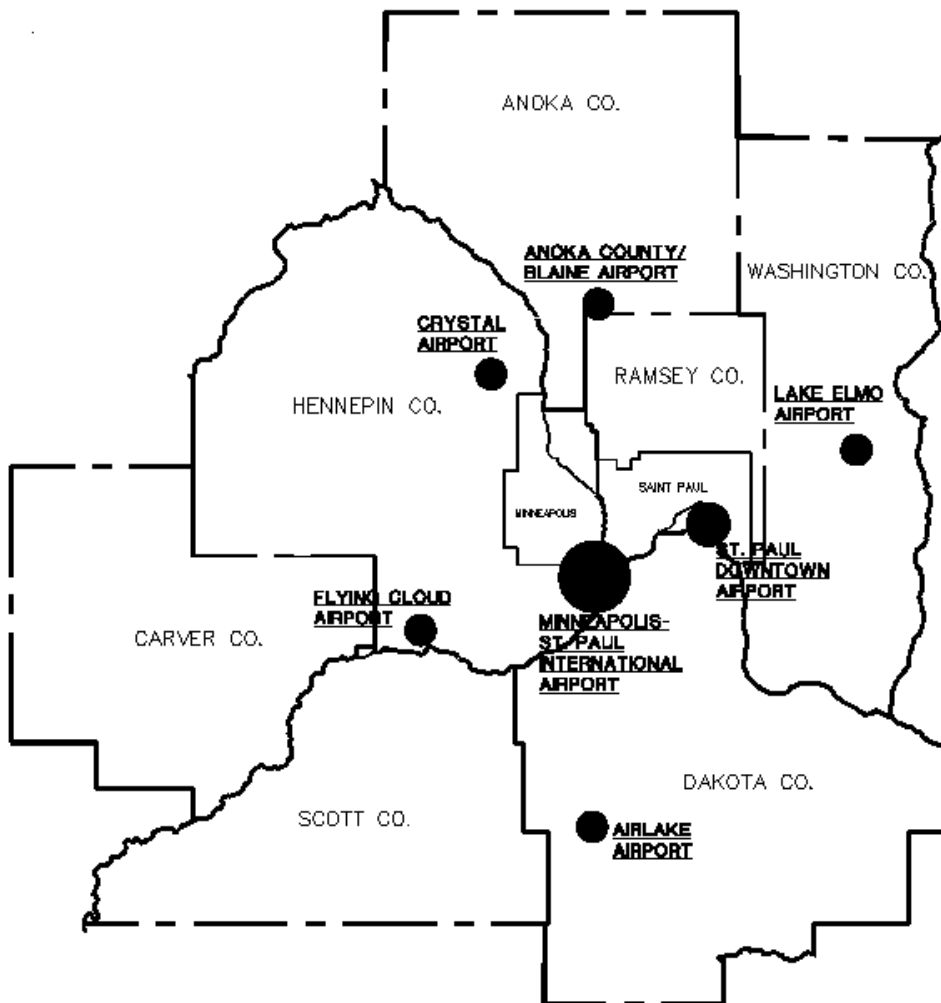 ANOKA CO.
ANOKA COUNTY/
BLAINE AIRPORT
WASHINGTON CO.
CRYSTAL
AIRPORT
RAMSEY CO.
HENNEPIN CO.
LAKE ELMO
AIRPORT
SAINT PAUL
MINNEAPOLIS
ST. PAUL
DOWNTOWN
AIRPORT
FLYING CLOUD
AIRPORT
CARVER CO.
MINNEAPOLIS-
ST. PAUL
INTERNATIONAL
AIRPORT
DAKOTA CO.
SCOTT CO.
AIRLAKE
AIRPORT